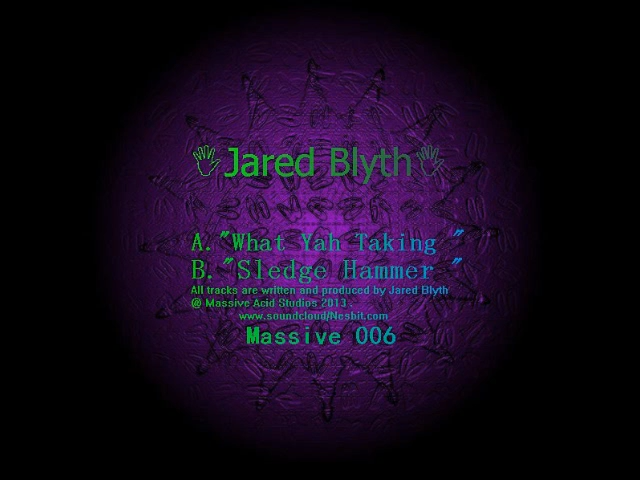 Jared Blyth
A. "What Yah Taking "
B. "Sledge Hammer "
All tracks are written and produced by Jared Blyth
@ Massive Acid Studios 2013 .
www.soundcloud/Nesbit.com
Massive 006